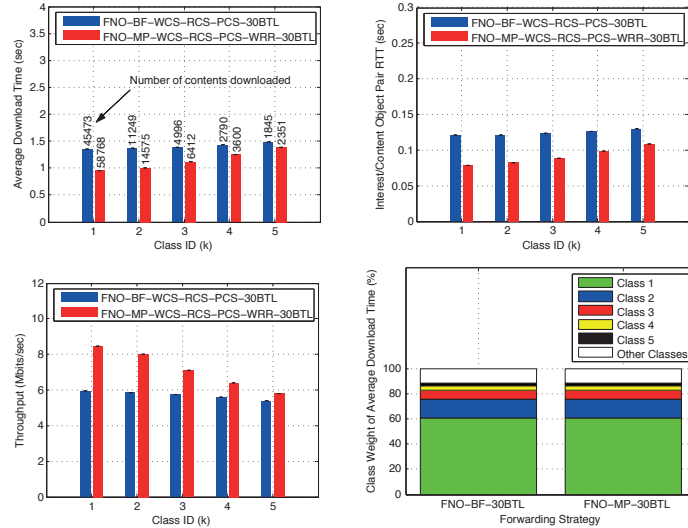 4
3.5
3
2.5
2
1.5
1
0.5
0
Average Download Time (sec)
FNO-BF-WCS-RCS-PCS-30BTL
FNO-MP-WCS-RCS-PCS-WRR-30BTL
Number of contents downloaded
45473
58768
11249
14575
4996
6412
2790
3600
1845
2351
1 2 3 4 5
Class ID (k)
0.3
0.25
0.2
0.15
0.1
0.05
0
Interest/Content Object Pair RTT (sec)
FNO-BF-WCS-RCS-PCS-30BTL
FNO-MP-WCS-RCS-PCS-WRR-30BTL
1 2 3 4 5
Class ID (k)
12
10
8
6
4
2
0
Throughput (Mbits/sec)
FNO-BF-WCS-RCS-PCS-30BTL
FNO-MP-WCS-RCS-PCS-WRR-30BTL
1 2 3 4 5
Class ID (k)
100
80
60
40
20
0
Class Weight of Average Download Time (%)
Class 1
Class 2
Class 3
Class 4
Class 5
Other Classes
FNO-BF-30BTL FNO-MP-30BTL
Forwarding Strategy